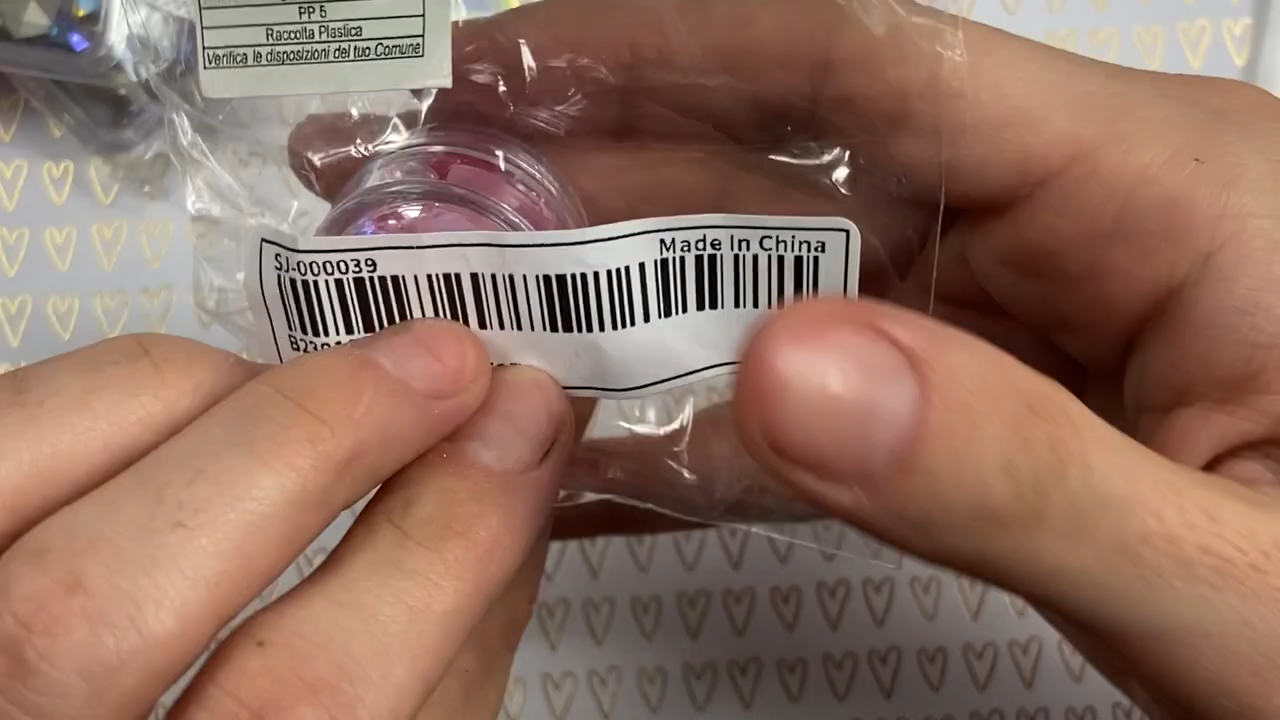 PP 5
Raccolta Plastica
Verifica le disposizioni del tuo Comune
SJ-000039
Made In China